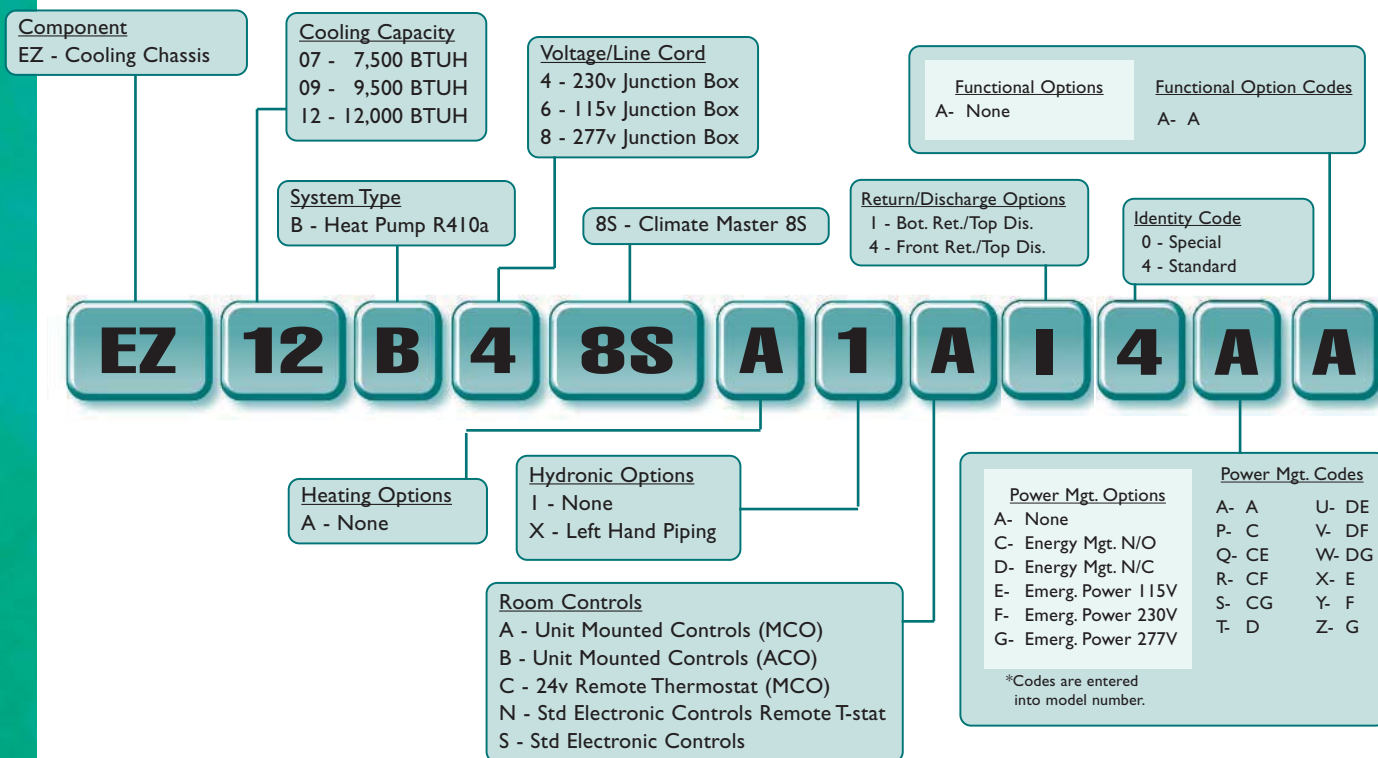 Component
EZ - Cooling Chassis
Cooling Capacity
07 - 7,500 BTUH
09 - 9,500 BTUH
12 - 12,000 BTUH
Voltage/Line Cord
4 - 230v Junction Box
6 - 115v Junction Box
8 - 277v Junction Box
Functional Options
A- None
Functional Option Codes
A- A
System Type
B - Heat Pump R410a
8S - Climate Master 8S
Return/Discharge Options
1 - Bot. Ret./Top Dis.
4 - Front Ret./Top Dis.
Identity Code
0 - Special
4 - Standard
EZ 12 B 4 8S A 1 A I 4 A A
Heating Options
A - None
Hydronic Options
1 - None
X - Left Hand Piping
Room Controls
A - Unit Mounted Controls (MCO)
B - Unit Mounted Controls (ACO)
C - 24v Remote Thermostat (MCO)
N - Std Electronic Controls Remote T-stat
S - Std Electronic Controls
Power Mgt. Options
A- None
C- Energy Mgt. N/O
D- Energy Mgt. N/C
E- Emerg. Power 115V
F- Emerg. Power 230V
G- Emerg. Power 277V
*Codes are entered
into model number.
Power Mgt. Codes
A- A U- DE
P- C V- DF
Q- CE W- DG
R- CF X- E
S- CG Y- F
T- D Z- G